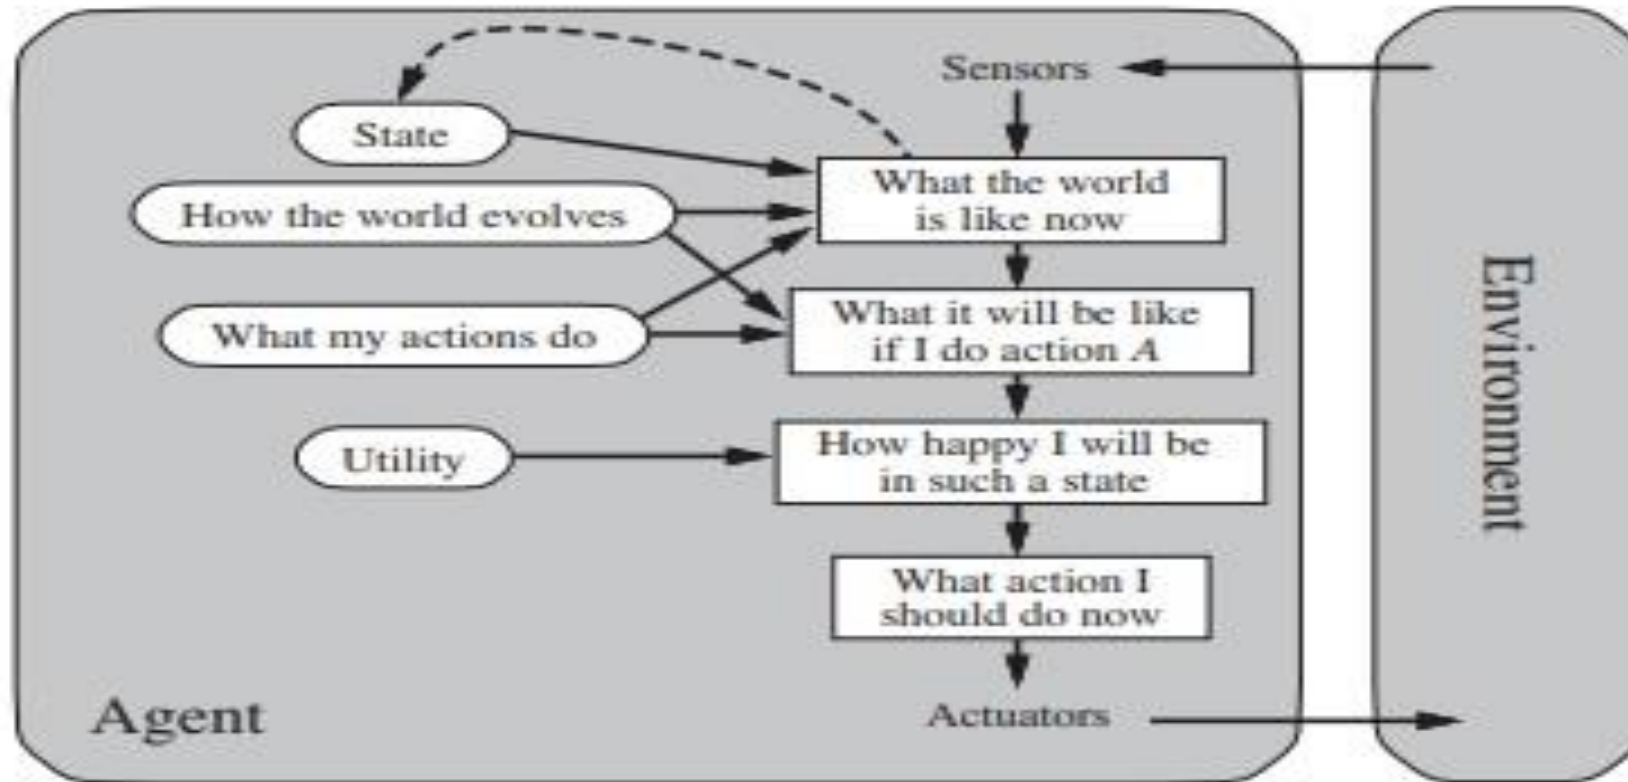 Sensors
State
What the world
is like now
How the world evolves
What my actions do
What it will be like
if I do action A
Utility
How happy I will be
in such a state
What action I
should do now
Agent
Actuators
Environment